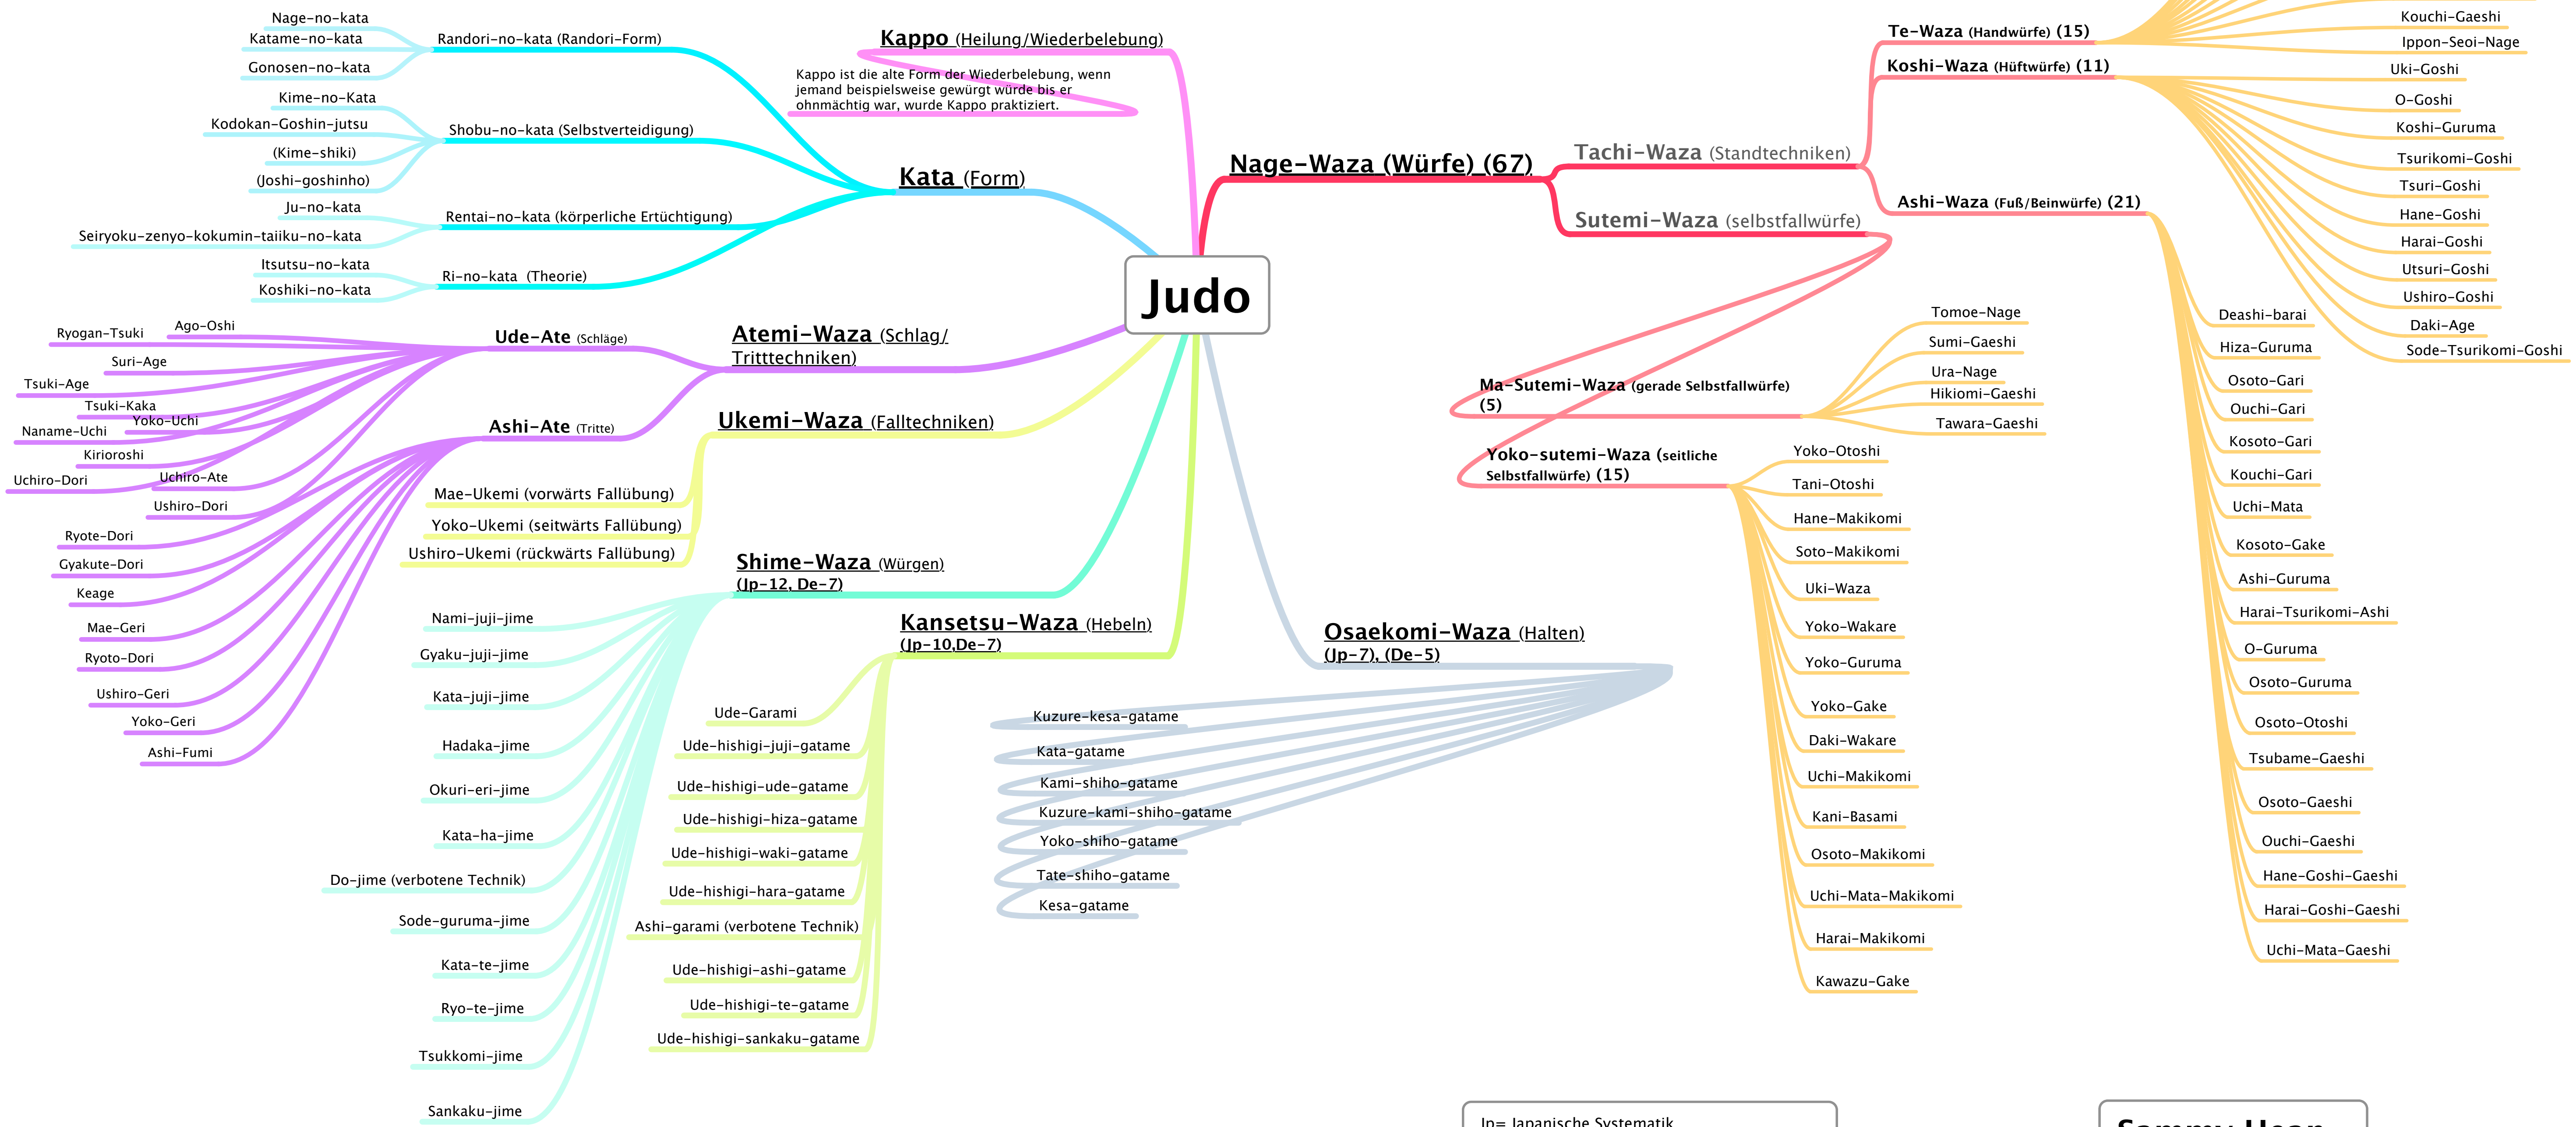 Judo
Kappo (Heilung/Wiederbelebung)
Kappo ist die alte Form der Wiederbelebung, wenn
jemand beispielsweise gewürgt würde bis er
ohnmächtig war, wurde Kappo praktiziert.
Kata (Form)
Randori-no-kata (Randori-Form)
Nage-no-kata
Katame-no-kata
Gonosen-no-kata
Shobu-no-kata (Selbstverteidigung)
Kime-no-Kata
Kodokan-Goshin-jutsu
(Kime-shiki)
(Joshi-goshinho)
Rentai-no-kata (körperliche Ertüchtigung)
Ju-no-kata
Seiryoku-zenyo-kokumin-taiiku-no-kata
Ri-no-kata (Theorie)
Itsutsu-no-kata
Koshiki-no-kata
Atemi-Waza (Schlag/
Tritttechniken)
Ude-Ate (Schläge)
Ago-Oshi
Ryogan-Tsuki
Suri-Age
Tsuki-Age
Tsuki-Kaka
Yoko-Uchi
Naname-Uchi
Kirioroshi
Uchiro-Dori
Uchiro-Ate
Ushiro-Dori
Ashi-Ate (Tritte)
Ryote-Dori
Gyakute-Dori
Keage
Mae-Geri
Ryoto-Dori
Ushiro-Geri
Yoko-Geri
Ashi-Fumi
Ukemi-Waza (Falltechniken)
Mae-Ukemi (vorwärts Fallübung)
Yoko-Ukemi (seitwärts Fallübung)
Ushiro-Ukemi (rückwärts Fallübung)
Shime-Waza (Würgen)
(Jp-12, De-7)
Nami-juji-jime
Gyaku-juji-jime
Kata-juji-jime
Hadaka-jime
Okuri-eri-jime
Kata-ha-jime
Do-jime (verbotene Technik)
Sode-guruma-jime
Kata-te-jime
Ryo-te-jime
Tsukkomi-jime
Sankaku-jime
Kansetsu-Waza (Hebeln)
(Jp-10,De-7)
Ude-Garami
Ude-hishigi-juji-gatame
Ude-hishigi-ude-gatame
Ude-hishigi-hiza-gatame
Ude-hishigi-waki-gatame
Ude-hishigi-hara-gatame
Ashi-garami (verbotene Technik)
Ude-hishigi-ashi-gatame
Ude-hishigi-te-gatame
Ude-hishigi-sankaku-gatame
Osaekomi-Waza (Halten)
(Jp-7), (De-5)
Kuzure-kesa-gatame
Kata-gatame
Kami-shiho-gatame
Kuzure-kami-shiho-gatame
Yoko-shiho-gatame
Tate-shiho-gatame
Kesa-gatame
Nage-Waza (Würfe) (67)
Tachi-Waza (Standtechniken)
Te-Waza (Handwürfe) (15)
Kouchi-Gaeshi
Ippon-Seoi-Nage
Koshi-Waza (Hüftwürfe) (11)
Uki-Goshi
O-Goshi
Koshi-Guruma
Tsurikomi-Goshi
Tsuri-Goshi
Hane-Goshi
Harai-Goshi
Utsuri-Goshi
Ushiro-Goshi
Daki-Age
Sode-Tsurikomi-Goshi
Ashi-Waza (Fuß/Beinwürfe) (21)
Deashi-barai
Hiza-Guruma
Osoto-Gari
Ouchi-Gari
Kosoto-Gari
Kouchi-Gari
Uchi-Mata
Kosoto-Gake
Ashi-Guruma
Harai-Tsurikomi-Ashi
O-Guruma
Osoto-Guruma
Osoto-Otoshi
Tsubame-Gaeshi
Osoto-Gaeshi
Ouchi-Gaeshi
Hane-Goshi-Gaeshi
Harai-Goshi-Gaeshi
Uchi-Mata-Gaeshi
Sutemi-Waza (selbstfallwürfe)
Ma-Sutemi-Waza (gerade Selbstfallwürfe)
(5)
Tomoe-Nage
Sumi-Gaeshi
Ura-Nage
Hikiomi-Gaeshi
Tawara-Gaeshi
Yoko-sutemi-Waza (seitliche
Selbstfallwürfe) (15)
Yoko-Otoshi
Tani-Otoshi
Hane-Makikomi
Soto-Makikomi
Uki-Waza
Yoko-Wakare
Yoko-Guruma
Yoko-Gake
Daki-Wakare
Uchi-Makikomi
Kani-Basami
Osoto-Makikomi
Uchi-Mata-Makikomi
Harai-Makikomi
Kawazu-Gake
Jp= Japanische Systematik